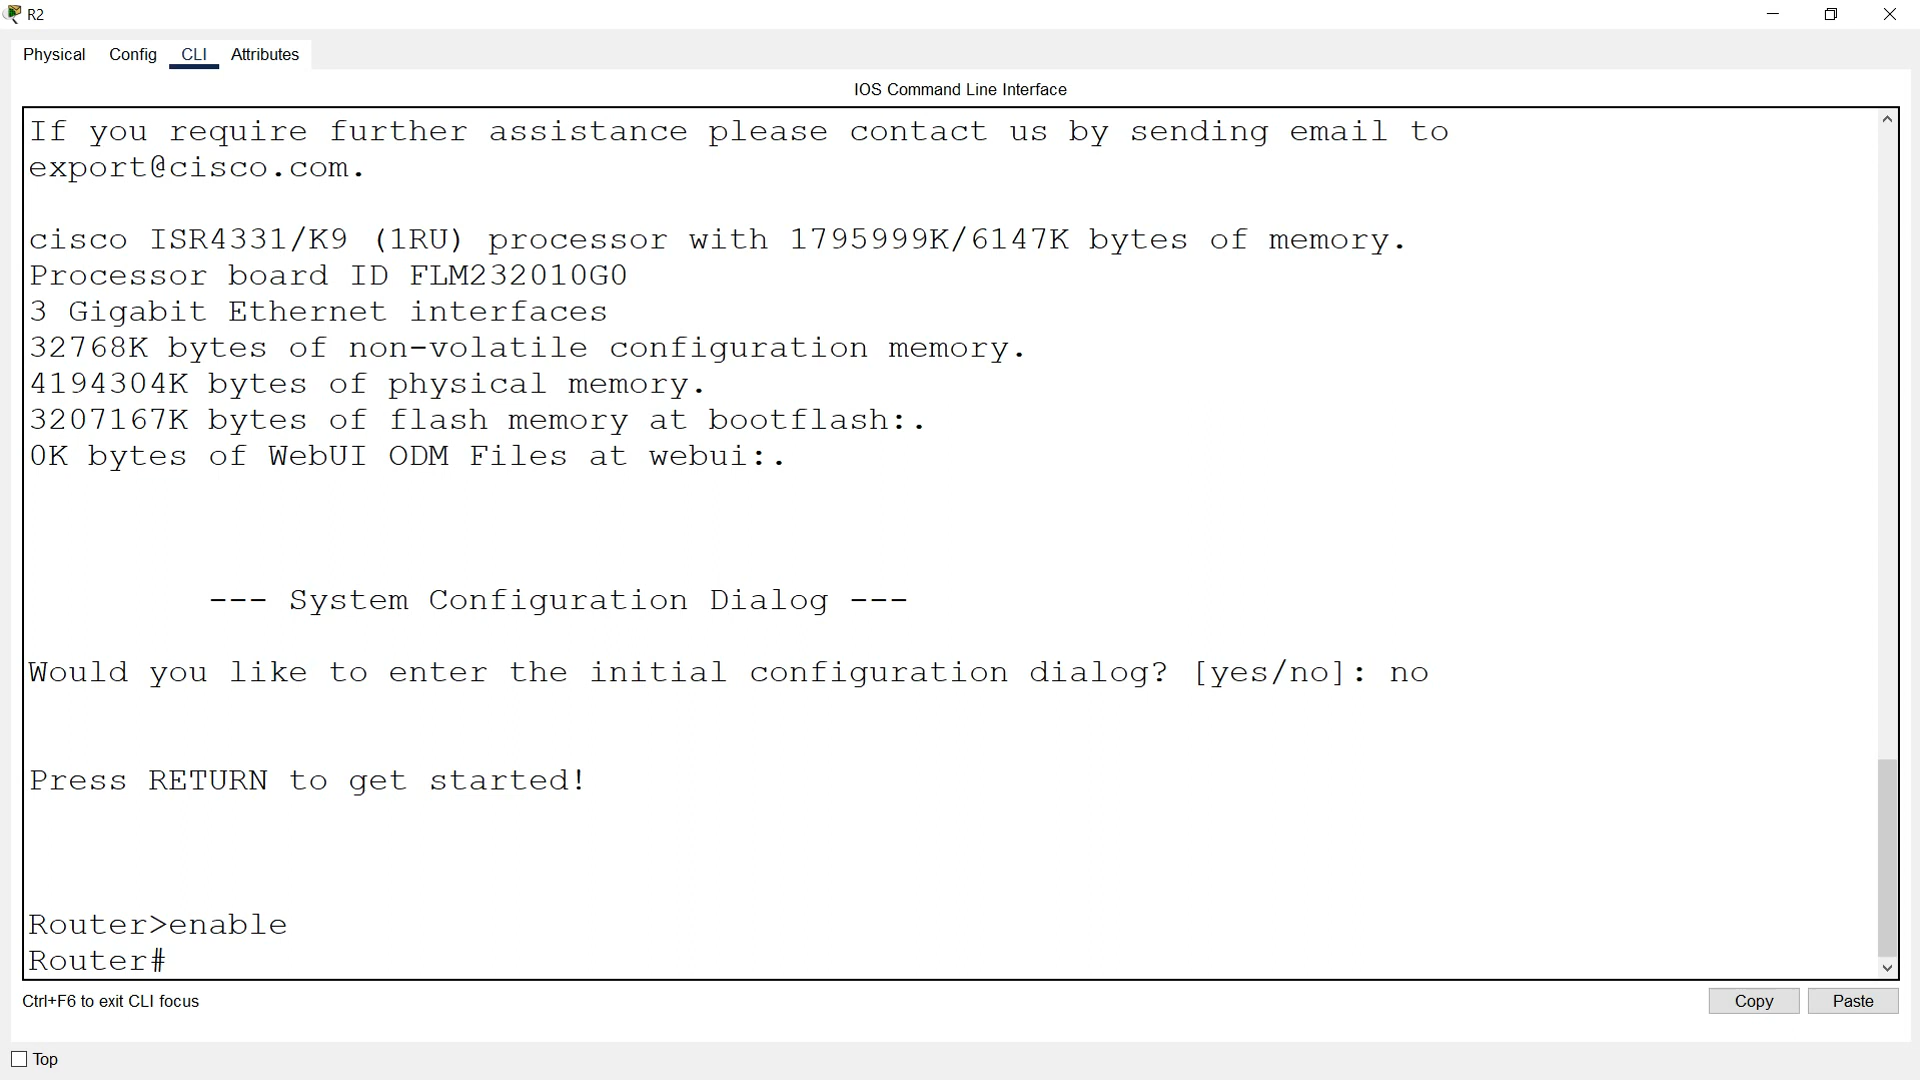 R2
Physical Config CLI Attributes
IOS Command Line Interface
If you require further assistance please contact us by sending email to
export@cisco.com.
cisco ISR4331/K9 (1RU) processor with 1795999K/6147K bytes of memory.
Processor board ID FLM232010G0
3 Gigabit Ethernet interfaces
32768K bytes of non-volatile configuration memory.
4194304K bytes of physical memory.
3207167K bytes of flash memory at bootflash:.
0K bytes of WebUI ODM Files at webui:.
--- System Configuration Dialog ---
Would you like to enter the initial configuration dialog? [yes/no]: no
Press RETURN to get started!
Router>enable
Router#
Ctrl+F6 to exit CLI focus
Copy Paste
Top